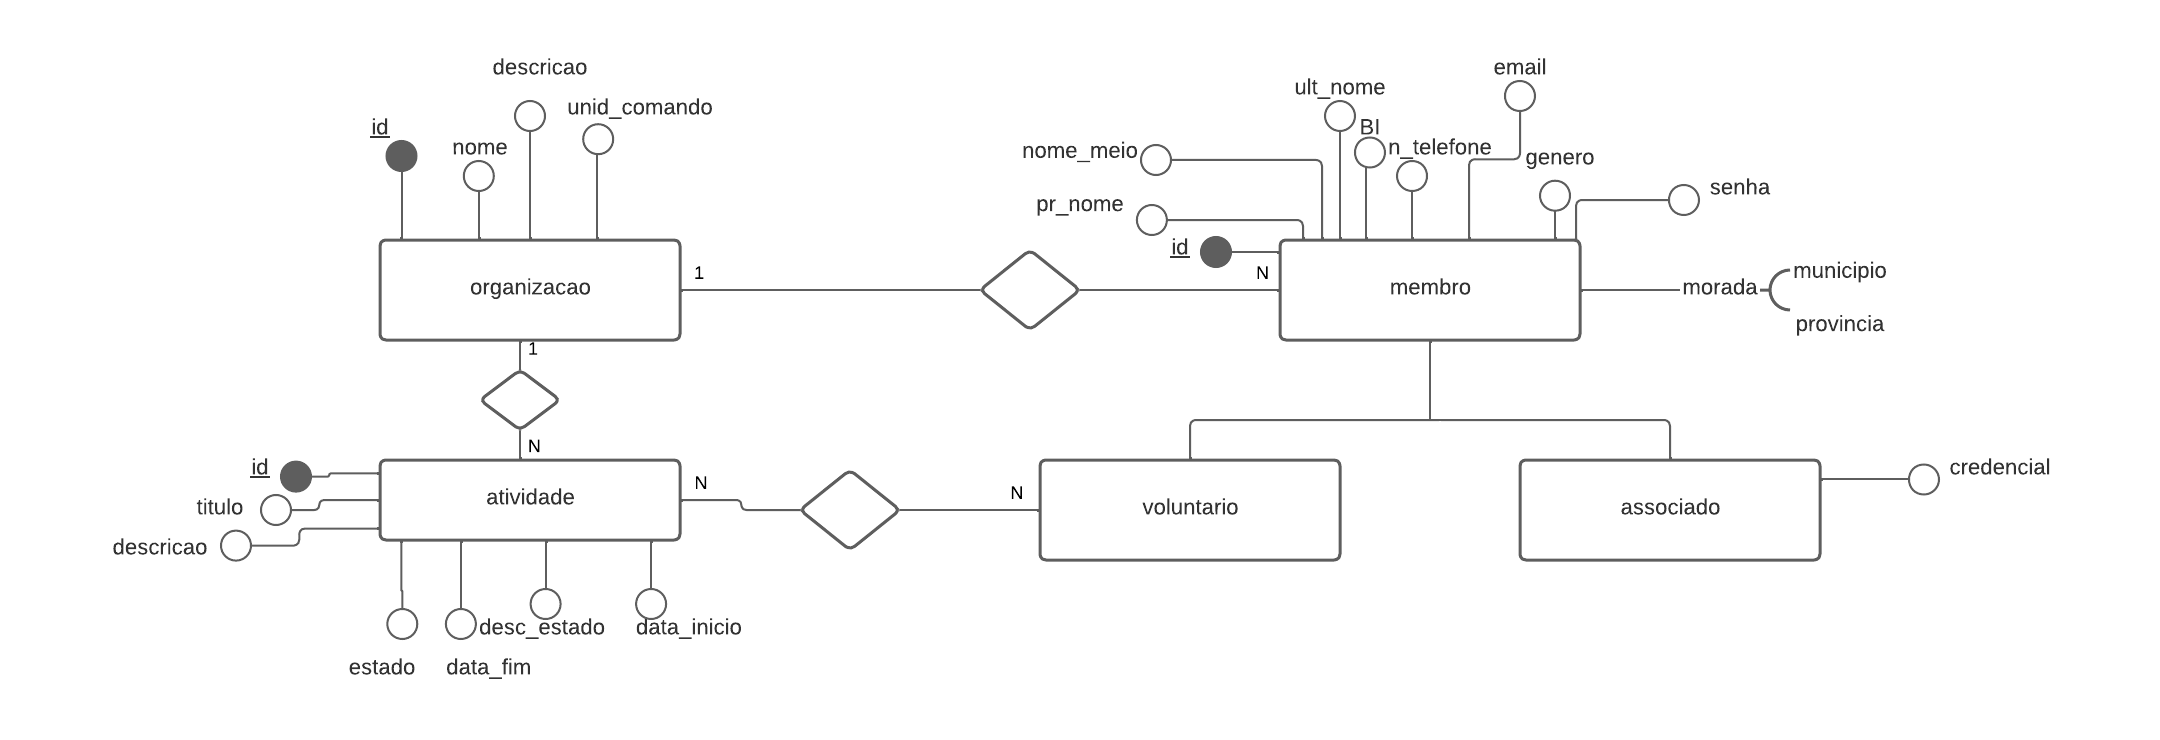 descricao
unid_comando
id
nome
organizacao
1
1
N
N
email
ult_nome
BI
n_telefone
nome_meio
genero
senha
pr_nome
id
membro
morada
municipio
provincia
id
titulo
descricao
atividade
N
N
voluntario
associado
credencial
desc_estado
data_inicio
estado
data_fim